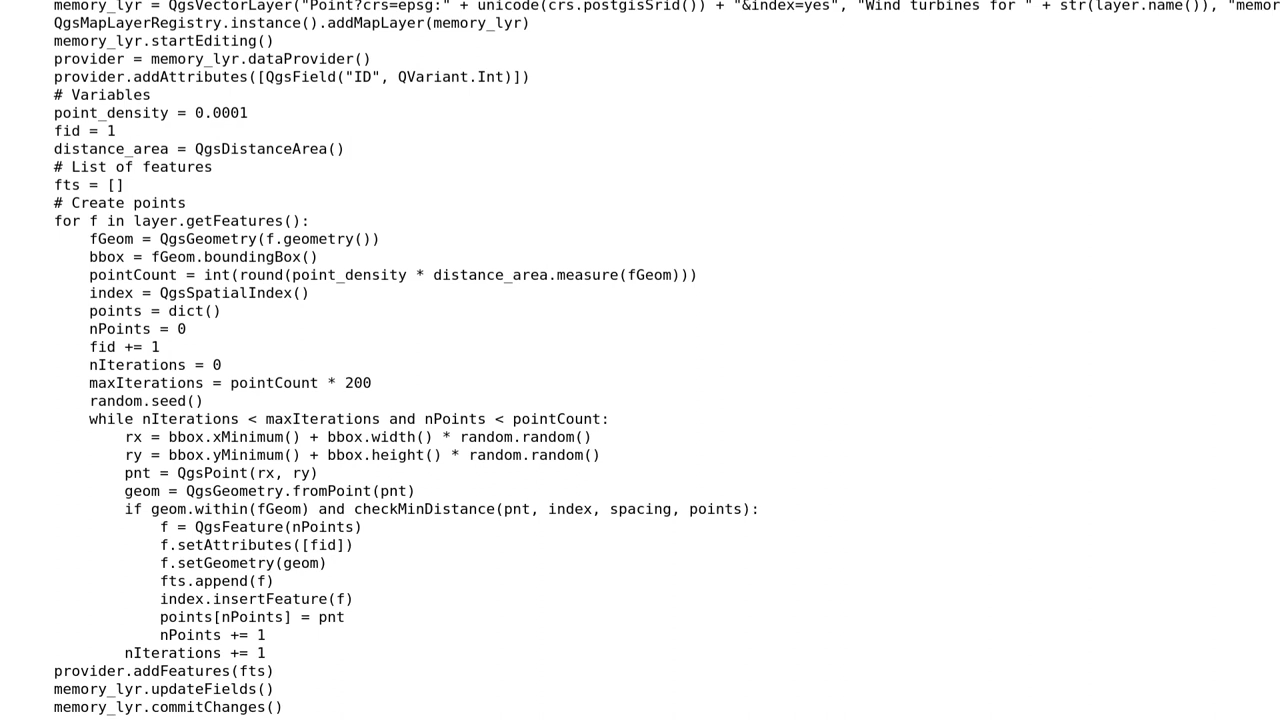 memory_lyr = QgsVectorLayer("Point?crs=epsg:" + unicode(crs.postgisSrid()) + "&index=yes", "Wind turbines for " + str(layer.name()), "memor
QgsMapLayerRegistry.instance().addMapLayer(memory_lyr)
memory_lyr.startEditing()
provider = memory_lyr.dataProvider()
provider.addAttributes([QgsField("ID", QVariant.Int)])
# Variables
point_density = 0.0001
fid = 1
distance_area = QgsDistanceArea()
# List of features
fts = []
# Create points
for f in layer.getFeatures():
    fGeom = QgsGeometry(f.geometry())
    bbox = fGeom.boundingBox()
    pointCount = int(round(point_density * distance_area.measure(fGeom)))
    index = QgsSpatialIndex()
    points = dict()
    nPoints = 0
    fid += 1
    nIterations = 0
    maxIterations = pointCount * 200
    random.seed()
    while nIterations < maxIterations and nPoints < pointCount:
        rx = bbox.xMinimum() + bbox.width() * random.random()
        ry = bbox.yMinimum() + bbox.height() * random.random()
        pnt = QgsPoint(rx, ry)
        geom = QgsGeometry.fromPoint(pnt)
        if geom.within(fGeom) and checkMinDistance(pnt, index, spacing, points):
            f = QgsFeature(nPoints)
            f.setAttributes([fid])
            f.setGeometry(geom)
            fts.append(f)
            index.insertFeature(f)
            points[nPoints] = pnt
            nPoints += 1
        nIterations += 1
provider.addFeatures(fts)
memory_lyr.updateFields()
memory_lyr.commitChanges()